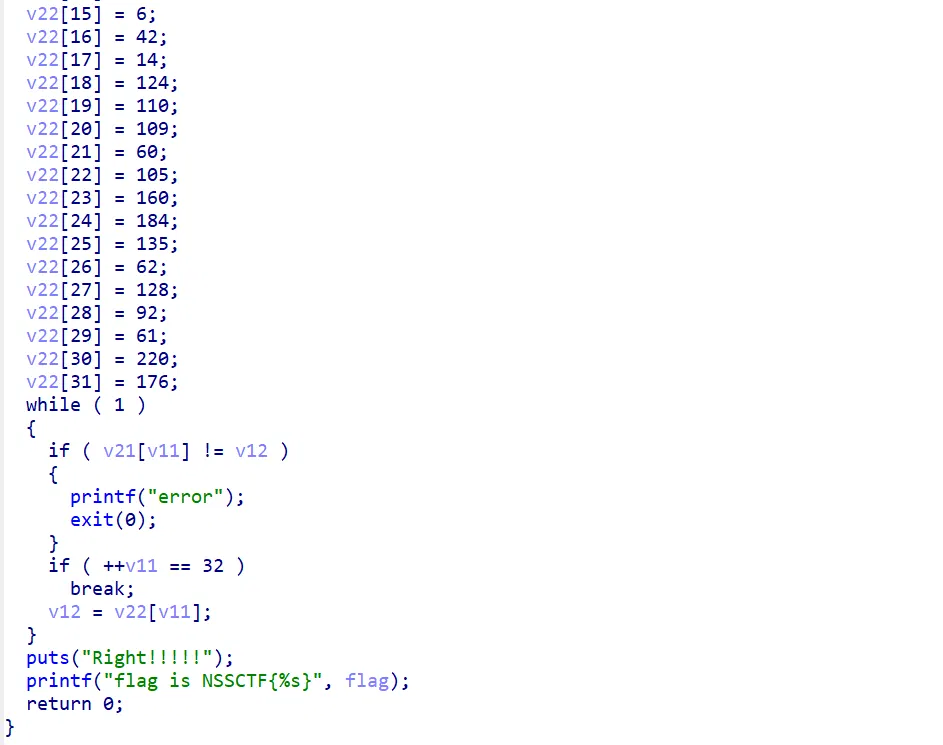 v22[15] = 6;
v22[16] = 42;
v22[17] = 14;
v22[18] = 124;
v22[19] = 110;
v22[20] = 109;
v22[21] = 60;
v22[22] = 105;
v22[23] = 160;
v22[24] = 184;
v22[25] = 135;
v22[26] = 62;
v22[27] = 128;
v22[28] = 92;
v22[29] = 61;
v22[30] = 220;
v22[31] = 176;
while ( 1 )
{
if ( v21[v11] != v12 )
{
printf("error");
exit(0);
}
if ( ++v11 == 32 )
break;
v12 = v22[v11];
}
puts("Right!!!!!");
printf("flag is NSSCTF{%s}", flag);
return 0;
}